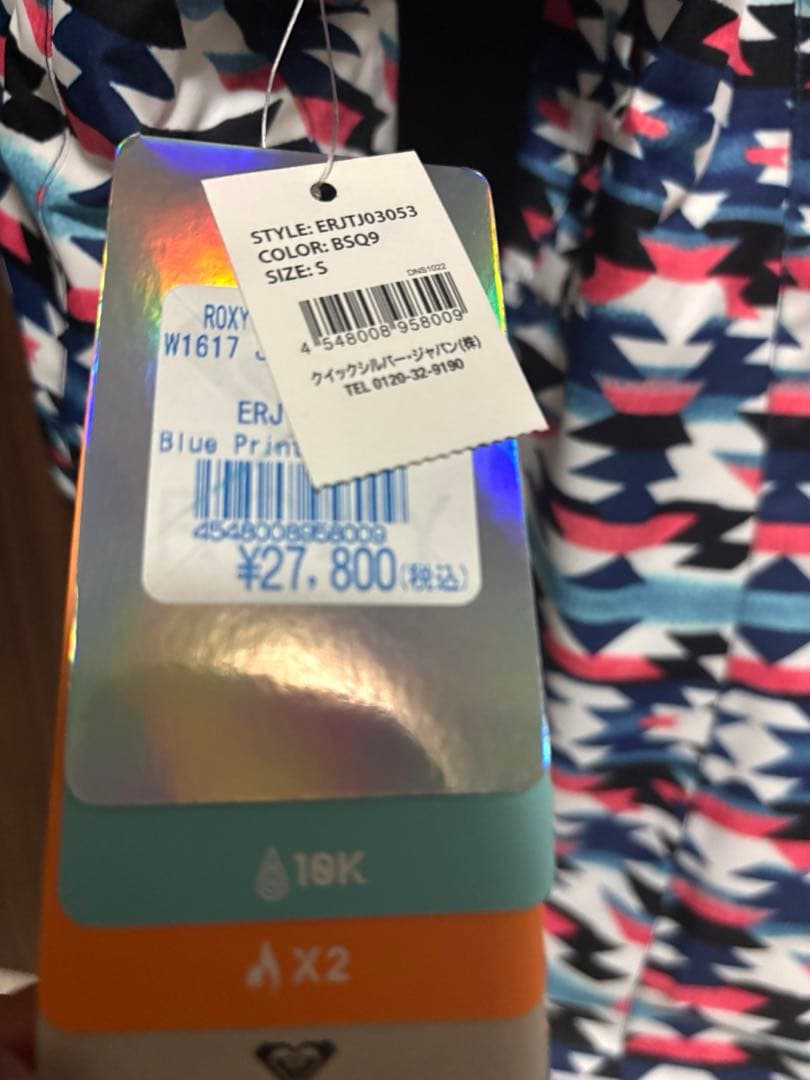 STYLE: ERJTJ03053
COLOR: BSQ9
SIZE: S
DNS1022
4 548008 958009
クイックシルバー・ジャパン(株)
TEL 0120-32-9190
ROXY
W1617
ERJ
Blue Print
4548008958009
¥27,800(税込)
10K
X2